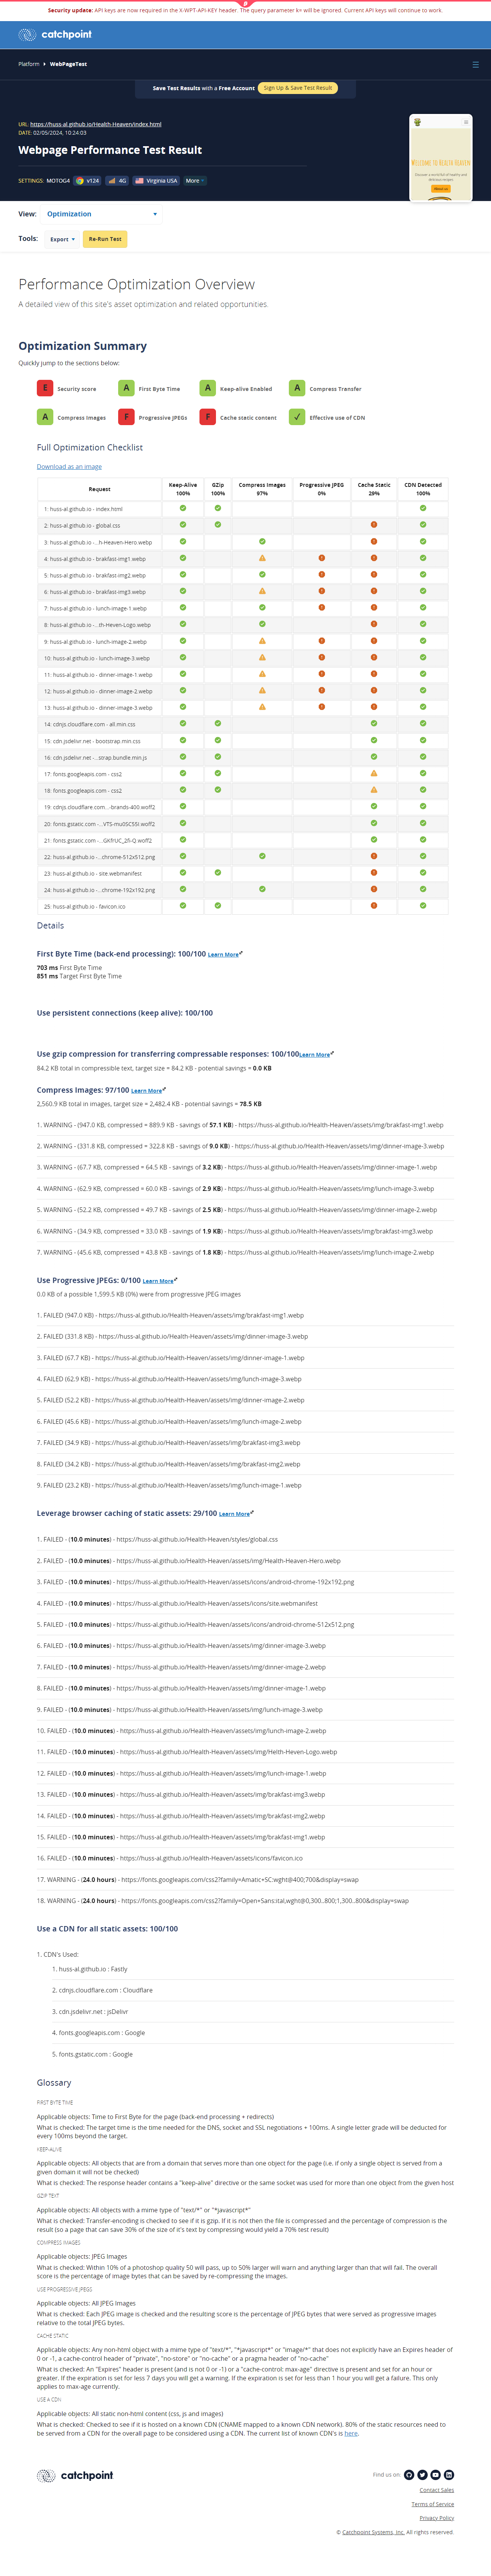 Security update: API keys are now required in the X-WPT-API-KEY header. The query parameter k= will be ignored. Current API keys will continue to work.
catchpoint
Platform WebPageTest
Save Test Results with a Free Account Sign Up & Save Test Result
URL: https://huss-al.github.io/Health-Heaven/index.html
DATE: 02/05/2024, 10:24:03
Webpage Performance Test Result
WELCOME TO HEALTH HEAVEN
About us
SETTINGS: MOTOG4 v124 4G Virginia USA More
View: Optimization
Tools: Export Re-Run Test
Performance Optimization Overview
A detailed view of this site's asset optimization and related opportunities.
Optimization Summary
Quickly jump to the sections below:
E Security score A First Byte Time A Keep-alive Enabled A Compress Transfer
A Compress Images F Progressive JPEGs F Cache static content ✓ Effective use of CDN
Full Optimization Checklist
Download as an image
Request Keep-Alive 100% GZip 100% Compress Images 97% Progressive JPEG 0% Cache Static 29% CDN Detected 100%
1: huss-al.github.io - index.html
2: huss-al.github.io - global.css
3: huss-al.github.io -...h-Heaven-Hero.webp
4: huss-al.github.io - brakfast-img1.webp
5: huss-al.github.io - brakfast-img2.webp
6: huss-al.github.io - brakfast-img3.webp
7: huss-al.github.io - lunch-image-1.webp
8: huss-al.github.io -...th-Heven-Logo.webp
9: huss-al.github.io - lunch-image-2.webp
10: huss-al.github.io - lunch-image-3.webp
11: huss-al.github.io - dinner-image-1.webp
12: huss-al.github.io - dinner-image-2.webp
13: huss-al.github.io - dinner-image-3.webp
14: cdnjs.cloudflare.com - all.min.css
15: cdn.jsdelivr.net - bootstrap.min.css
16: cdn.jsdelivr.net -...strap.bundle.min.js
17: fonts.googleapis.com - css2
18: fonts.googleapis.com - css2
19: cdnjs.cloudflare.com ..-brands-400.woff2
20: fonts.gstatic.com -...VTS-mu0SC55I.woff2
21: fonts.gstatic.com -...GKfrUC_2fi-Q.woff2
22: huss-al.github.io -...chrome-512x512.png
23: huss-al.github.io - site.webmanifest
24: huss-al.github.io -...chrome-192x192.png
25: huss-al.github.io - favicon.ico
Details
First Byte Time (back-end processing): 100/100 Learn More
703 ms First Byte Time
851 ms Target First Byte Time
Use persistent connections (keep alive): 100/100
Use gzip compression for transferring compressable responses: 100/100Learn More
84.2 KB total in compressible text, target size = 84.2 KB - potential savings = 0.0 KB
Compress Images: 97/100 Learn More
2,560.9 KB total in images, target size = 2,482.4 KB - potential savings = 78.5 KB
1. WARNING - (947.0 KB, compressed = 889.9 KB - savings of 57.1 KB) - https://huss-al.github.io/Health-Heaven/assets/img/brakfast-img1.webp
2. WARNING - (331.8 KB, compressed = 322.8 KB - savings of 9.0 KB) - https://huss-al.github.io/Health-Heaven/assets/img/dinner-image-3.webp
3. WARNING - (67.7 KB, compressed = 64.5 KB - savings of 3.2 KB) - https://huss-al.github.io/Health-Heaven/assets/img/dinner-image-1.webp
4. WARNING - (62.9 KB, compressed = 60.0 KB - savings of 2.9 KB) - https://huss-al.github.io/Health-Heaven/assets/img/lunch-image-3.webp
5. WARNING - (52.2 KB, compressed = 49.7 KB - savings of 2.5 KB) - https://huss-al.github.io/Health-Heaven/assets/img/dinner-image-2.webp
6. WARNING - (34.9 KB, compressed = 33.0 KB - savings of 1.9 KB) - https://huss-al.github.io/Health-Heaven/assets/img/brakfast-img3.webp
7. WARNING - (45.6 KB, compressed = 43.8 KB - savings of 1.8 KB) - https://huss-al.github.io/Health-Heaven/assets/img/lunch-image-2.webp
Use Progressive JPEGs: 0/100 Learn More
0.0 KB of a possible 1,599.5 KB (0%) were from progressive JPEG images
1. FAILED (947.0 KB) - https://huss-al.github.io/Health-Heaven/assets/img/brakfast-img1.webp
2. FAILED (331.8 KB) - https://huss-al.github.io/Health-Heaven/assets/img/dinner-image-3.webp
3. FAILED (67.7 KB) - https://huss-al.github.io/Health-Heaven/assets/img/dinner-image-1.webp
4. FAILED (62.9 KB) - https://huss-al.github.io/Health-Heaven/assets/img/lunch-image-3.webp
5. FAILED (52.2 KB) - https://huss-al.github.io/Health-Heaven/assets/img/dinner-image-2.webp
6. FAILED (45.6 KB) - https://huss-al.github.io/Health-Heaven/assets/img/lunch-image-2.webp
7. FAILED (34.9 KB) - https://huss-al.github.io/Health-Heaven/assets/img/brakfast-img3.webp
8. FAILED (34.2 KB) - https://huss-al.github.io/Health-Heaven/assets/img/brakfast-img2.webp
9. FAILED (23.2 KB) - https://huss-al.github.io/Health-Heaven/assets/img/lunch-image-1.webp
Leverage browser caching of static assets: 29/100 Learn More
1. FAILED - (10.0 minutes) - https://huss-al.github.io/Health-Heaven/styles/global.css
2. FAILED - (10.0 minutes) - https://huss-al.github.io/Health-Heaven/assets/img/Health-Heaven-Hero.webp
3. FAILED - (10.0 minutes) - https://huss-al.github.io/Health-Heaven/assets/icons/android-chrome-192x192.png
4. FAILED - (10.0 minutes) - https://huss-al.github.io/Health-Heaven/assets/icons/site.webmanifest
5. FAILED - (10.0 minutes) - https://huss-al.github.io/Health-Heaven/assets/icons/android-chrome-512x512.png
6. FAILED - (10.0 minutes) - https://huss-al.github.io/Health-Heaven/assets/img/dinner-image-3.webp
7. FAILED - (10.0 minutes) - https://huss-al.github.io/Health-Heaven/assets/img/dinner-image-2.webp
8. FAILED - (10.0 minutes) - https://huss-al.github.io/Health-Heaven/assets/img/dinner-image-1.webp
9. FAILED - (10.0 minutes) - https://huss-al.github.io/Health-Heaven/assets/img/lunch-image-3.webp
10. FAILED - (10.0 minutes) - https://huss-al.github.io/Health-Heaven/assets/img/lunch-image-2.webp
11. FAILED - (10.0 minutes) - https://huss-al.github.io/Health-Heaven/assets/img/Helth-Heven-Logo.webp
12. FAILED - (10.0 minutes) - https://huss-al.github.io/Health-Heaven/assets/img/lunch-image-1.webp
13. FAILED - (10.0 minutes) - https://huss-al.github.io/Health-Heaven/assets/img/brakfast-img3.webp
14. FAILED - (10.0 minutes) - https://huss-al.github.io/Health-Heaven/assets/img/brakfast-img2.webp
15. FAILED - (10.0 minutes) - https://huss-al.github.io/Health-Heaven/assets/img/brakfast-img1.webp
16. FAILED - (10.0 minutes) - https://huss-al.github.io/Health-Heaven/assets/icons/favicon.ico
17. WARNING - (24.0 hours) - https://fonts.googleapis.com/css2?family=Amatic+SC:wght@400;700&display=swap
18. WARNING - (24.0 hours) - https://fonts.googleapis.com/css2?family=Open+Sans:ital,wght@0,300..800;1,300..800&display=swap
Use a CDN for all static assets: 100/100
1. CDN's Used:
1. huss-al.github.io : Fastly
2. cdnjs.cloudflare.com : Cloudflare
3. cdn.jsdelivr.net : jsDelivr
4. fonts.googleapis.com : Google
5. fonts.gstatic.com : Google
Glossary
FIRST BYTE TIME
Applicable objects: Time to First Byte for the page (back-end processing + redirects)
What is checked: The target time is the time needed for the DNS, socket and SSL negotiations + 100ms. A single letter grade will be deducted for
every 100ms beyond the target.
KEEP-ALIVE
Applicable objects: All objects that are from a domain that serves more than one object for the page (i.e. if only a single object is served from a
given domain it will not be checked)
What is checked: The response header contains a "keep-alive" directive or the same socket was used for more than one object from the given host
GZIP TEXT
Applicable objects: All objects with a mime type of "text/*" or "*javascript*"
What is checked: Transfer-encoding is checked to see if it is gzip. If it is not then the file is compressed and the percentage of compression is the
result (so a page that can save 30% of the size of it's text by compressing would yield a 70% test result)
COMPRESS IMAGES
Applicable objects: JPEG Images
What is checked: Within 10% of a photoshop quality 50 will pass, up to 50% larger will warn and anything larger than that will fail. The overall
score is the percentage of image bytes that can be saved by re-compressing the images.
USE PROGRESSIVE JPEGS
Applicable objects: All JPEG Images
What is checked: Each JPEG image is checked and the resulting score is the percentage of JPEG bytes that were served as progressive images
relative to the total JPEG bytes.
CACHE STATIC
Applicable objects: Any non-html object with a mime type of "text/*", "*javascript*" or "image/*" that does not explicitly have an Expires header of
0 or -1, a cache-control header of "private", "no-store" or "no-cache" or a pragma header of "no-cache"
What is checked: An "Expires" header is present (and is not 0 or -1) or a "cache-control: max-age" directive is present and set for an hour or
greater. If the expiration is set for less than 7 days you will get a warning. If the expiration is set for less than 1 hour you will get a failure. This only
applies to max-age currently.
USE A CDN
Applicable objects: All static non-html content (css, js and images)
What is checked: Checked to see if it is hosted on a known CDN (CNAME mapped to a known CDN network). 80% of the static resources need to
be served from a CDN for the overall page to be considered using a CDN. The current list of known CDN's is here.
catchpoint
Find us on:
Contact Sales
Terms of Service
Privacy Policy
© Catchpoint Systems, Inc. All rights reserved.